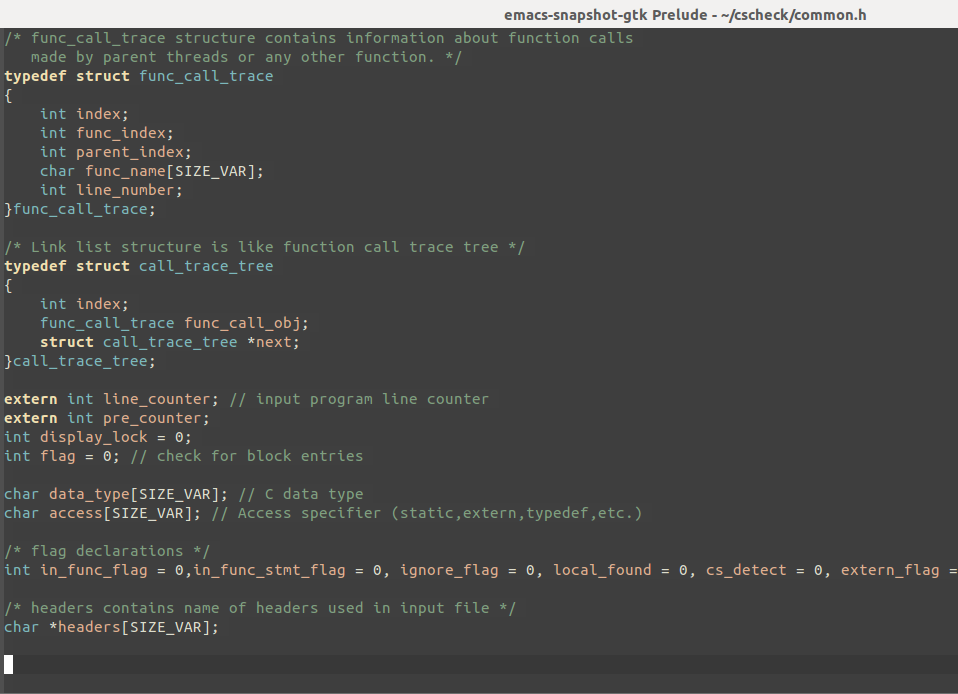 emacs-snapshot-gtk Prelude - ~/cscheck/common.h
/* func_call_trace structure contains information about function calls
   made by parent threads or any other function. */
typedef struct func_call_trace
{
    int index;
    int func_index;
    int parent_index;
    char func_name[SIZE_VAR];
    int line_number;
}func_call_trace;

/* Link list structure is like function call trace tree */
typedef struct call_trace_tree
{
    int index;
    func_call_trace func_call_obj;
    struct call_trace_tree *next;
}call_trace_tree;

extern int line_counter; // input program line counter
extern int pre_counter;
int display_lock = 0;
int flag = 0; // check for block entries

char data_type[SIZE_VAR]; // C data type
char access[SIZE_VAR]; // Access specifier (static,extern,typedef,etc.)

/* flag declarations */
int in_func_flag = 0,in_func_stmt_flag = 0, ignore_flag = 0, local_found = 0, cs_detect = 0, extern_flag =

/* headers contains name of headers used in input file */
char *headers[SIZE_VAR];